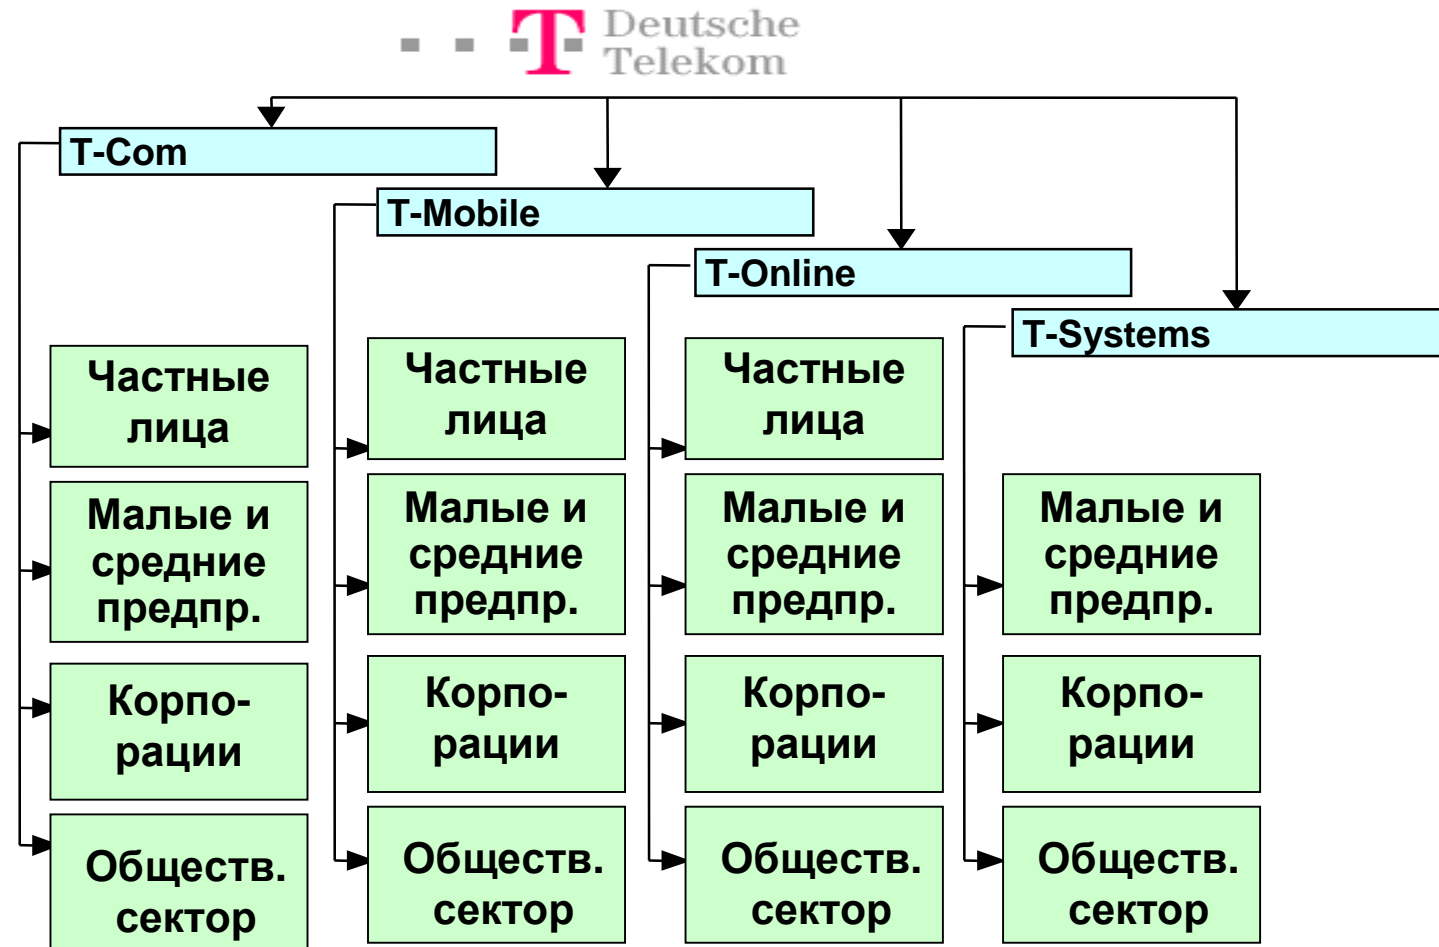 Deutsche
Telekom
T-Com
T-Mobile
T-Online
T-Systems
Частные
лица
Малые и
средние
предпр.
Корпо-
рации
Обществ.
сектор
Частные
лица
Малые и
средние
предпр.
Корпо-
рации
Обществ.
сектор
Частные
лица
Малые и
средние
предпр.
Корпо-
рации
Обществ.
сектор
Малые и
средние
предпр.
Корпо-
рации
Обществ.
сектор